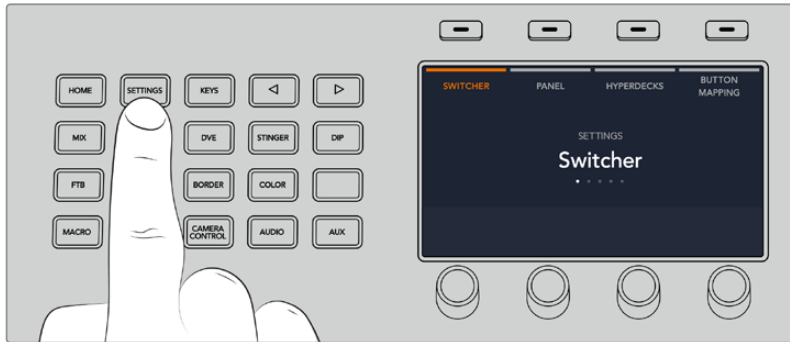 HOME
SETTINGS
KEYS
MIX
DVE
STINGER
DIP
FTB
BORDER
COLOR
MACRO
CAMERA
CONTROL
AUDIO
AUX
SWITCHER
PANEL
HYPERDECKS
BUTTON
MAPPING
SETTINGS
Switcher